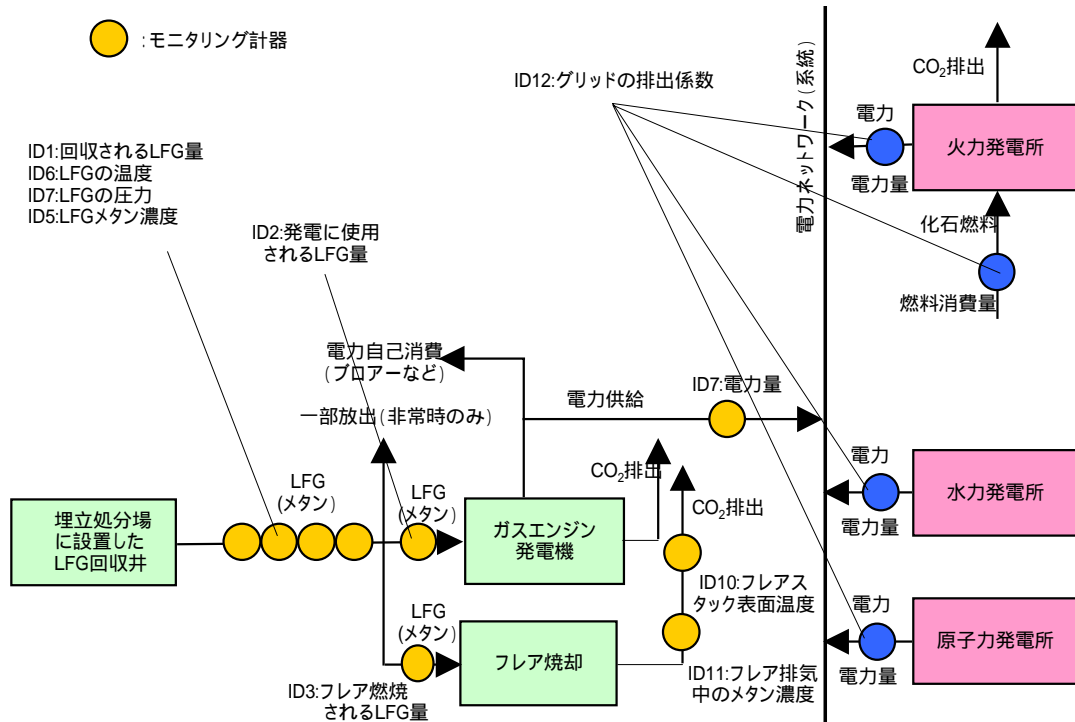 :モニタリング計器
ID1:回収されるLFG量
ID6:LFGの温度
ID7:LFGの圧力
ID5:LFGメタン濃度
ID2:発電に使用
されるLFG量
ID12:グリッドの排出係数
電力ネットワーク(系統)
CO₂排出
電力
火力発電所
電力量
化石燃料
燃料消費量
電力自己消費
(ブロアーなど)
電力供給
ID7:電力量
一部放出(非常時のみ)
LFG
(メタン)
LFG
(メタン)
CO₂排出
CO₂排出
埋立処分場
に設置した
LFG回収井
ガスエンジン
発電機
電力
水力発電所
電力量
ID10:フレアス
タック表面温度
LFG
(メタン)
フレア焼却
ID3:フレア燃焼
されるLFG量
ID11:フレア排気
中のメタン濃度
電力
原子力発電所
電力量